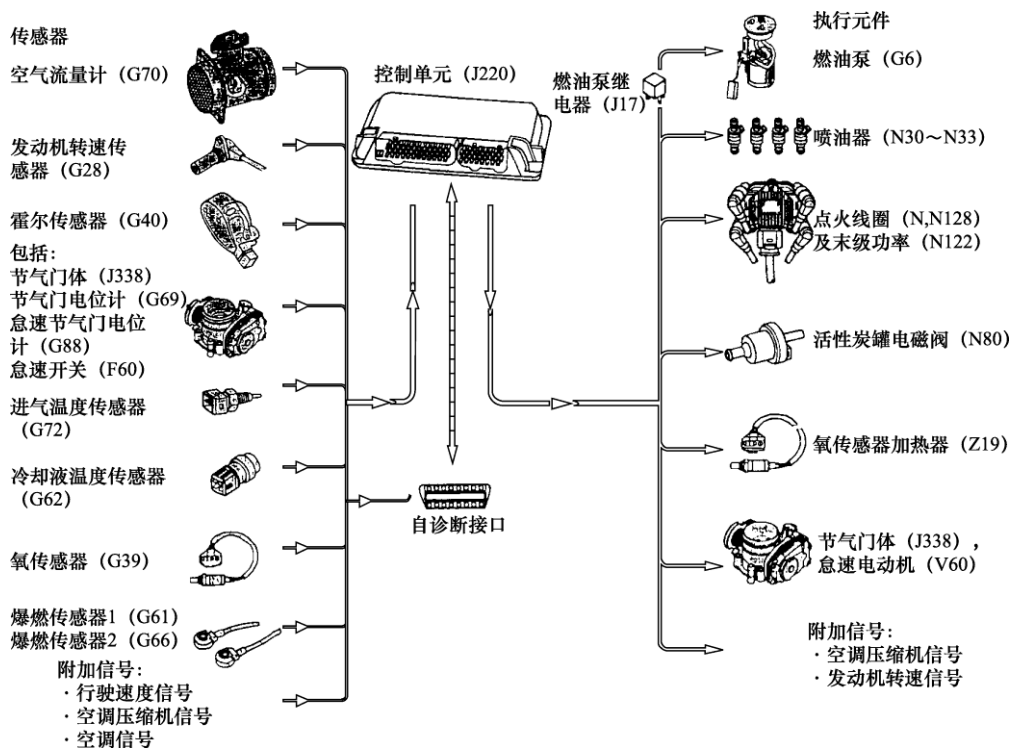 传感器
空气流量计（G70）
发动机转速传
感器（G28）
霍尔传感器（G40）
包括：
节气门体（J338）
节气门电位计（G69）
怠速节气门电位
计（G88）
怠速开关（F60）
进气温度传感器
（G72）
冷却液温度传感器
（G62）
氧传感器（G39）
爆燃传感器1（G61）
爆燃传感器2（G66）
附加信号：
·行驶速度信号
·空调压缩机信号
·空调信号
控制单元（J220）
自诊断接口
燃油泵继
电器（J17）
执行元件
燃油泵（G6）
喷油器（N30～N33）
点火线圈（N,N128）
及末级功率（N122）
活性炭罐电磁阀（N80）
氧传感器加热器（Z19）
节气门体（J338），
怠速电动机（V60）
附加信号：
·空调压缩机信号
·发动机转速信号